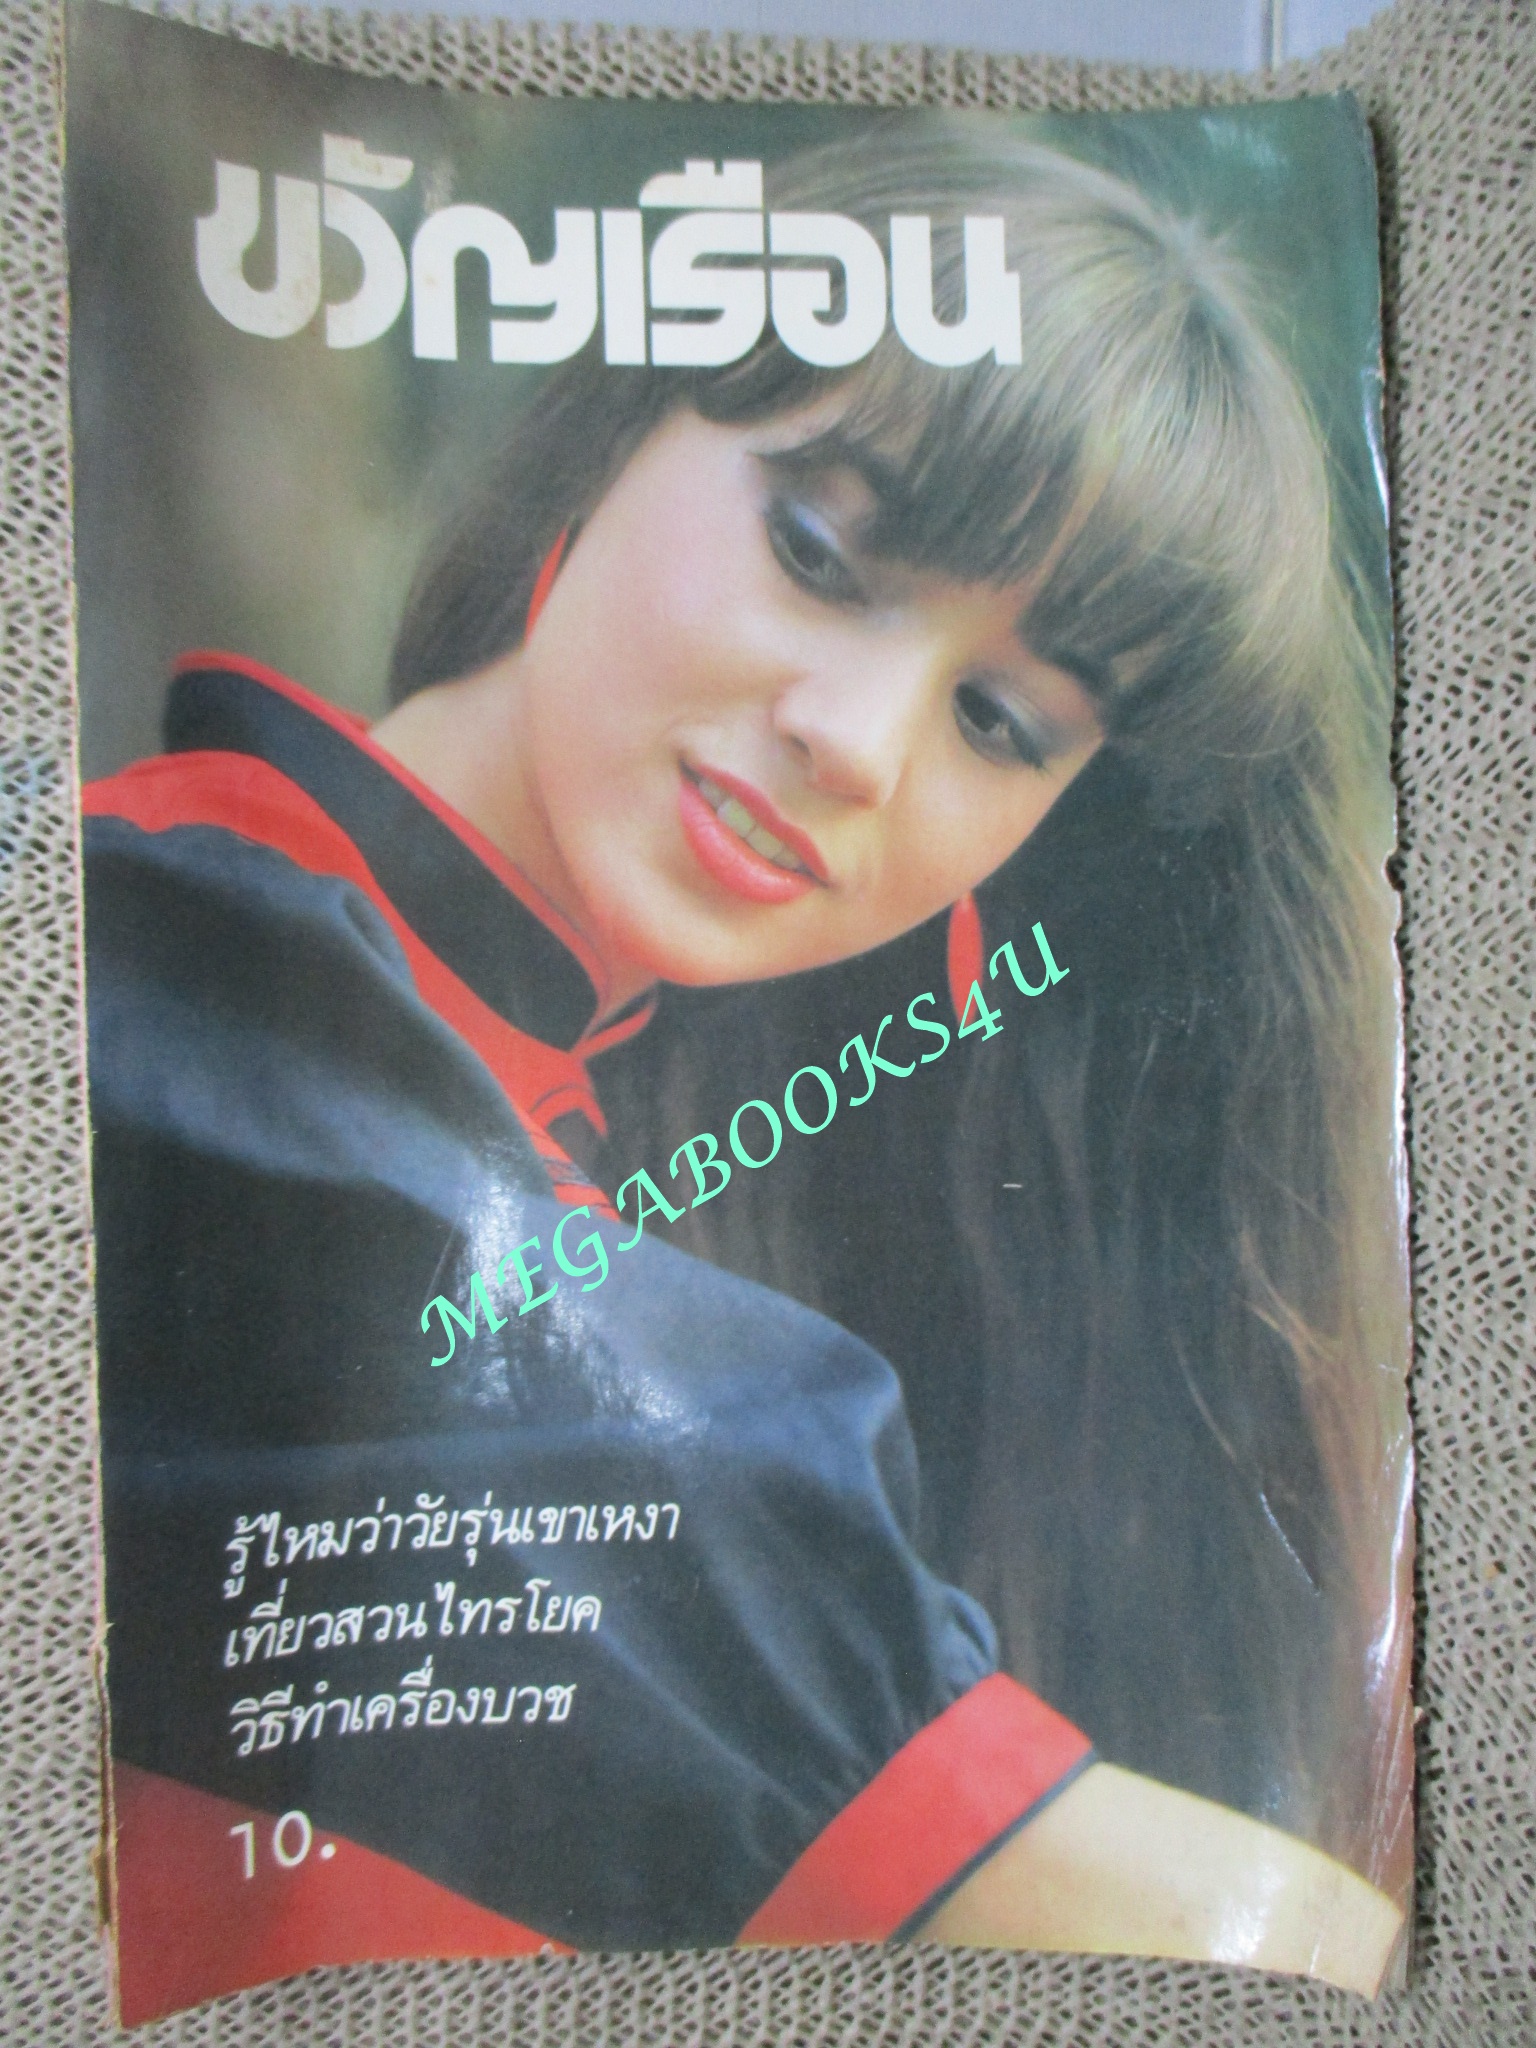 ขวัญเรือน
MEGABOOKS4U
รู้ไหมว่าวัยรุ่นเขาเหงา
เที่ยวสวนไทรโยค
วิธีทำเครื่องบวช
10.